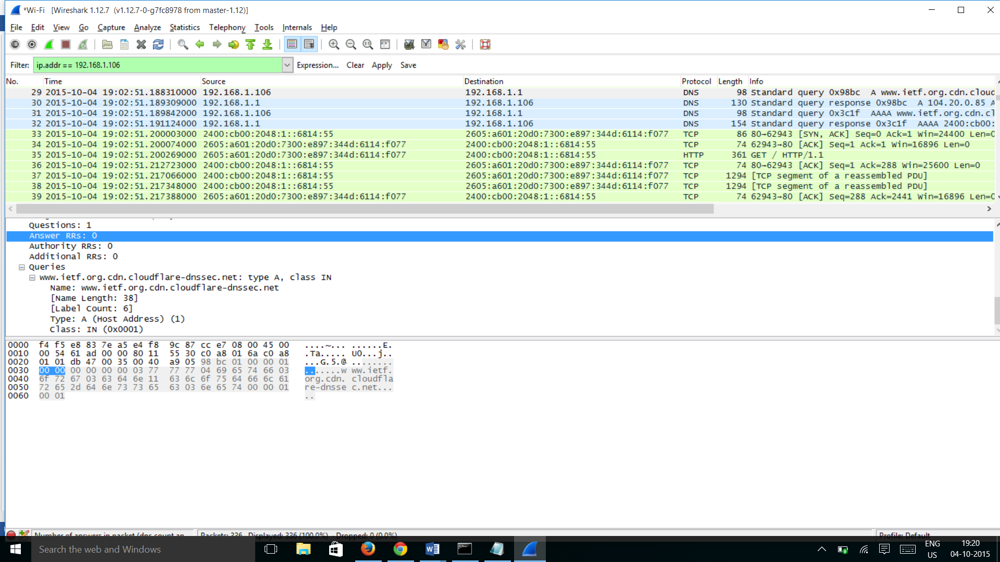 *Wi-Fi [Wireshark 1.12.7 (v1.12.7-0-g7fc8978 from master-1.12)]
File Edit View Go Capture Analyze Statistics Telephony Tools Internals Help
Filter: ip.addr == 192.168.1.106 Expression... Clear Apply Save
No. Time Source Destination Protocol Length Info
29 2015-10-04 19:02:51.188310000 192.168.1.106 192.168.1.1 DNS 98 Standard query 0x98bc A www.ietf.org.cdn.cloud
30 2015-10-04 19:02:51.189309000 192.168.1.1 192.168.1.106 DNS 130 Standard query response 0x98bc A 104.20.0.85 A
31 2015-10-04 19:02:51.189842000 192.168.1.106 192.168.1.1 DNS 98 Standard query 0x3c1f AAAA www.ietf.org.cdn.cl
32 2015-10-04 19:02:51.191124000 192.168.1.1 192.168.1.106 DNS 154 Standard query response 0x3c1f AAAA 2400:cb00:
33 2015-10-04 19:02:51.200003000 2400:cb00:2048:1::6814:55 2605:a601:20d0:7300:e897:344d:6114:f077 TCP 86 80→62943 [SYN, ACK] Seq=0 Ack=1 Win=24400 Len=0
34 2015-10-04 19:02:51.200074000 2605:a601:20d0:7300:e897:344d:6114:f077 2400:cb00:2048:1::6814:55 TCP 74 62943→80 [ACK] Seq=1 Ack=1 Win=16896 Len=0
35 2015-10-04 19:02:51.200269000 2605:a601:20d0:7300:e897:344d:6114:f077 2400:cb00:2048:1::6814:55 HTTP 361 GET / HTTP/1.1
36 2015-10-04 19:02:51.212723000 2400:cb00:2048:1::6814:55 2605:a601:20d0:7300:e897:344d:6114:f077 TCP 74 80→62943 [ACK] Seq=1 Ack=288 Win=25600 Len=0
37 2015-10-04 19:02:51.217066000 2400:cb00:2048:1::6814:55 2605:a601:20d0:7300:e897:344d:6114:f077 TCP 1294 [TCP segment of a reassembled PDU]
38 2015-10-04 19:02:51.217348000 2400:cb00:2048:1::6814:55 2605:a601:20d0:7300:e897:344d:6114:f077 TCP 1294 [TCP segment of a reassembled PDU]
39 2015-10-04 19:02:51.217388000 2605:a601:20d0:7300:e897:344d:6114:f077 2400:cb00:2048:1::6814:55 TCP 74 62943→80 [ACK] Seq=288 Ack=2441 Win=16896 Len=0
Questions: 1
Answer RRs: 0
Authority RRs: 0
Additional RRs: 0
Queries
www.ietf.org.cdn.cloudflare-dnssec.net: type A, class IN
Name: www.ietf.org.cdn.cloudflare-dnssec.net
[Name Length: 38]
[Label Count: 6]
Type: A (Host Address) (1)
Class: IN (0x0001)
0000 f4 f5 e8 83 7e a5 e4 f8 9c 87 cc e7 08 00 45 00 ....~... ......E.
0010 00 54 61 ad 00 00 80 11 55 30 c0 a8 01 6a c0 a8 .Ta..... U0...j..
0020 01 01 db 47 00 35 00 40 a9 05 98 bc 01 00 00 01 ...G.5.@ ........
0030 00 00 00 00 00 00 03 77 77 77 04 69 65 74 66 03 .......w ww.ietf.
0040 6f 72 67 03 63 64 6e 11 63 6c 6f 75 64 66 6c 61 org.cdn. cloudfla
0050 72 65 2d 64 6e 73 73 65 63 03 6e 65 74 00 00 01 re-dnsse c.net...
0060 00 01 ..
Number of answers in packet (dns.count.an Packets: 336 · Displayed: 336 (100.0%) · Dropped: 0 (0.0%) Profile: Default
Search the web and Windows
ENG
US
19:20
04-10-2015